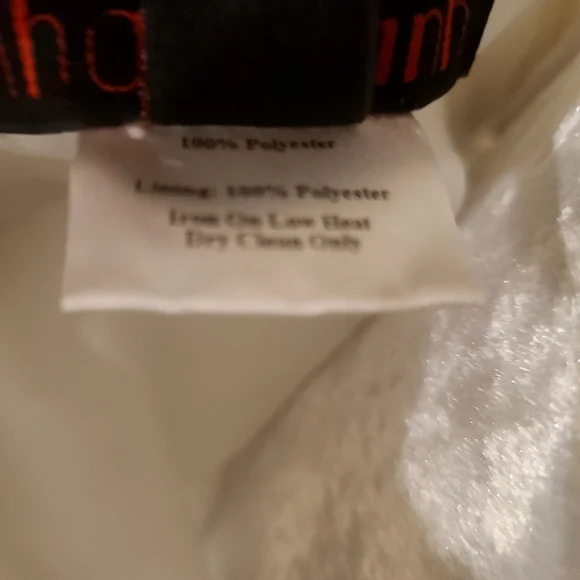 100% Polyester
Lining: 100% Polyester
Iron On Low Heat
Dry Clean Only